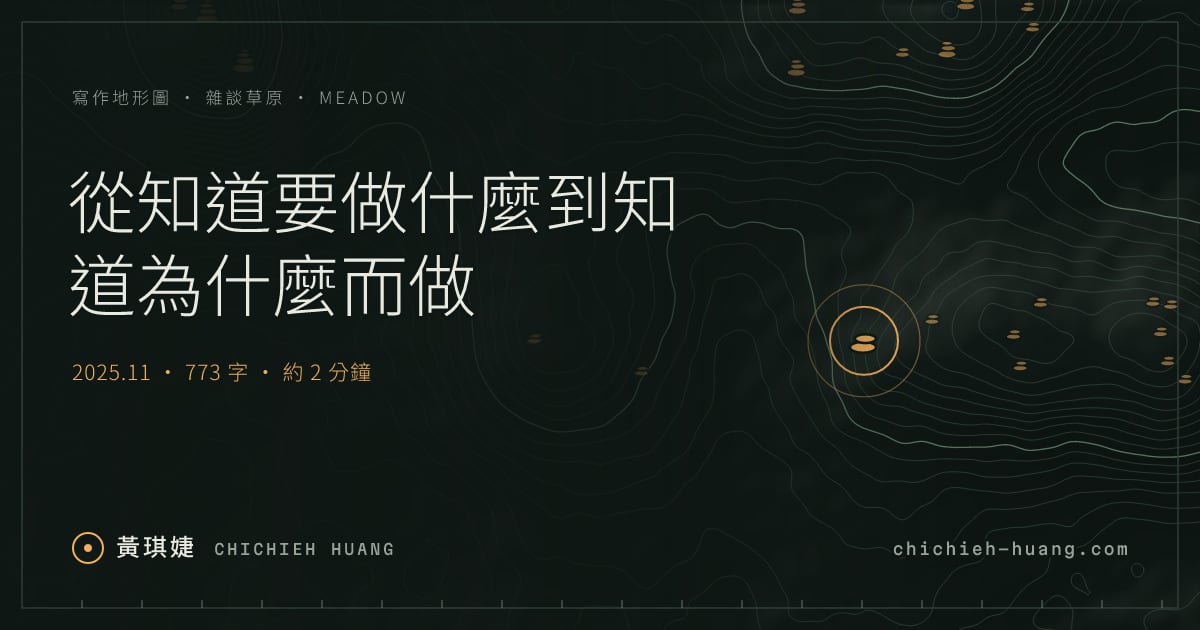 寫作地形圖 · 雜談草原 · MEADOW
從知道要做什麼到知
道為什麼而做
2025.11 · 773 字 · 約 2 分鐘
黃琪婕 CHICHIEH HUANG
chichieh-huang.com